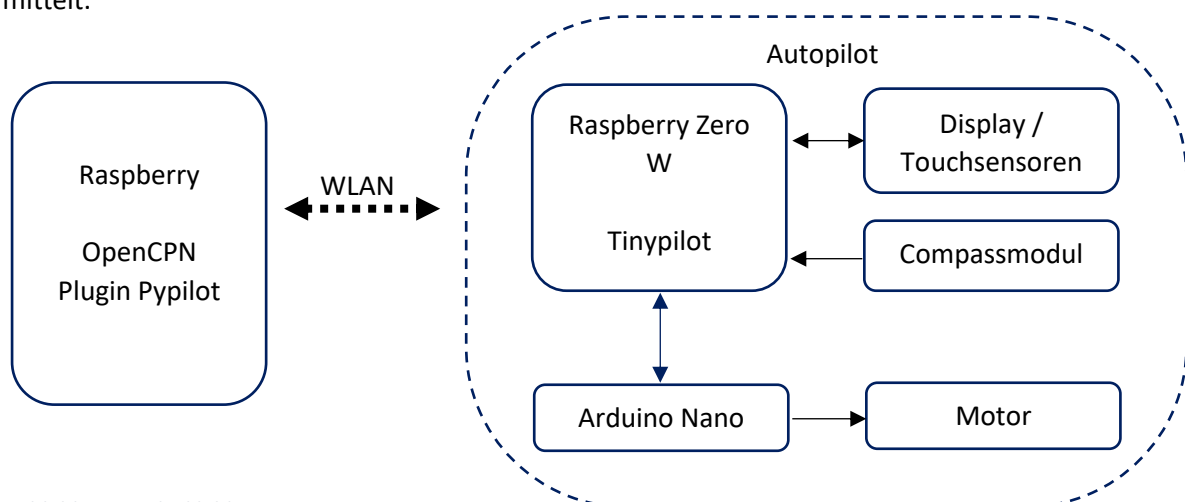 mittelt.
Autopilot
Raspberry
OpenCPN
Plugin Pypilot
WLAN
Raspberry Zero
W
Tinypilot
Display /
Touchsensoren
Compassmodul
Arduino Nano
Motor